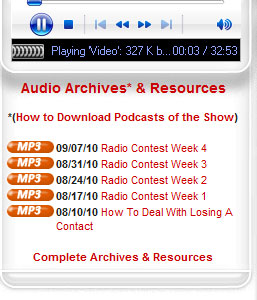 Playing 'Video': 327 K b... 00:03 / 32:53
Audio Archives* & Resources
*(How to Download Podcasts of the Show)
MP3 09/07/10 Radio Contest Week 4
MP3 08/31/10 Radio Contest Week 3
MP3 08/24/10 Radio Contest Week 2
MP3 08/17/10 Radio Contest Week 1
MP3 08/10/10 How To Deal With Losing A
Contact
Complete Archives & Resources